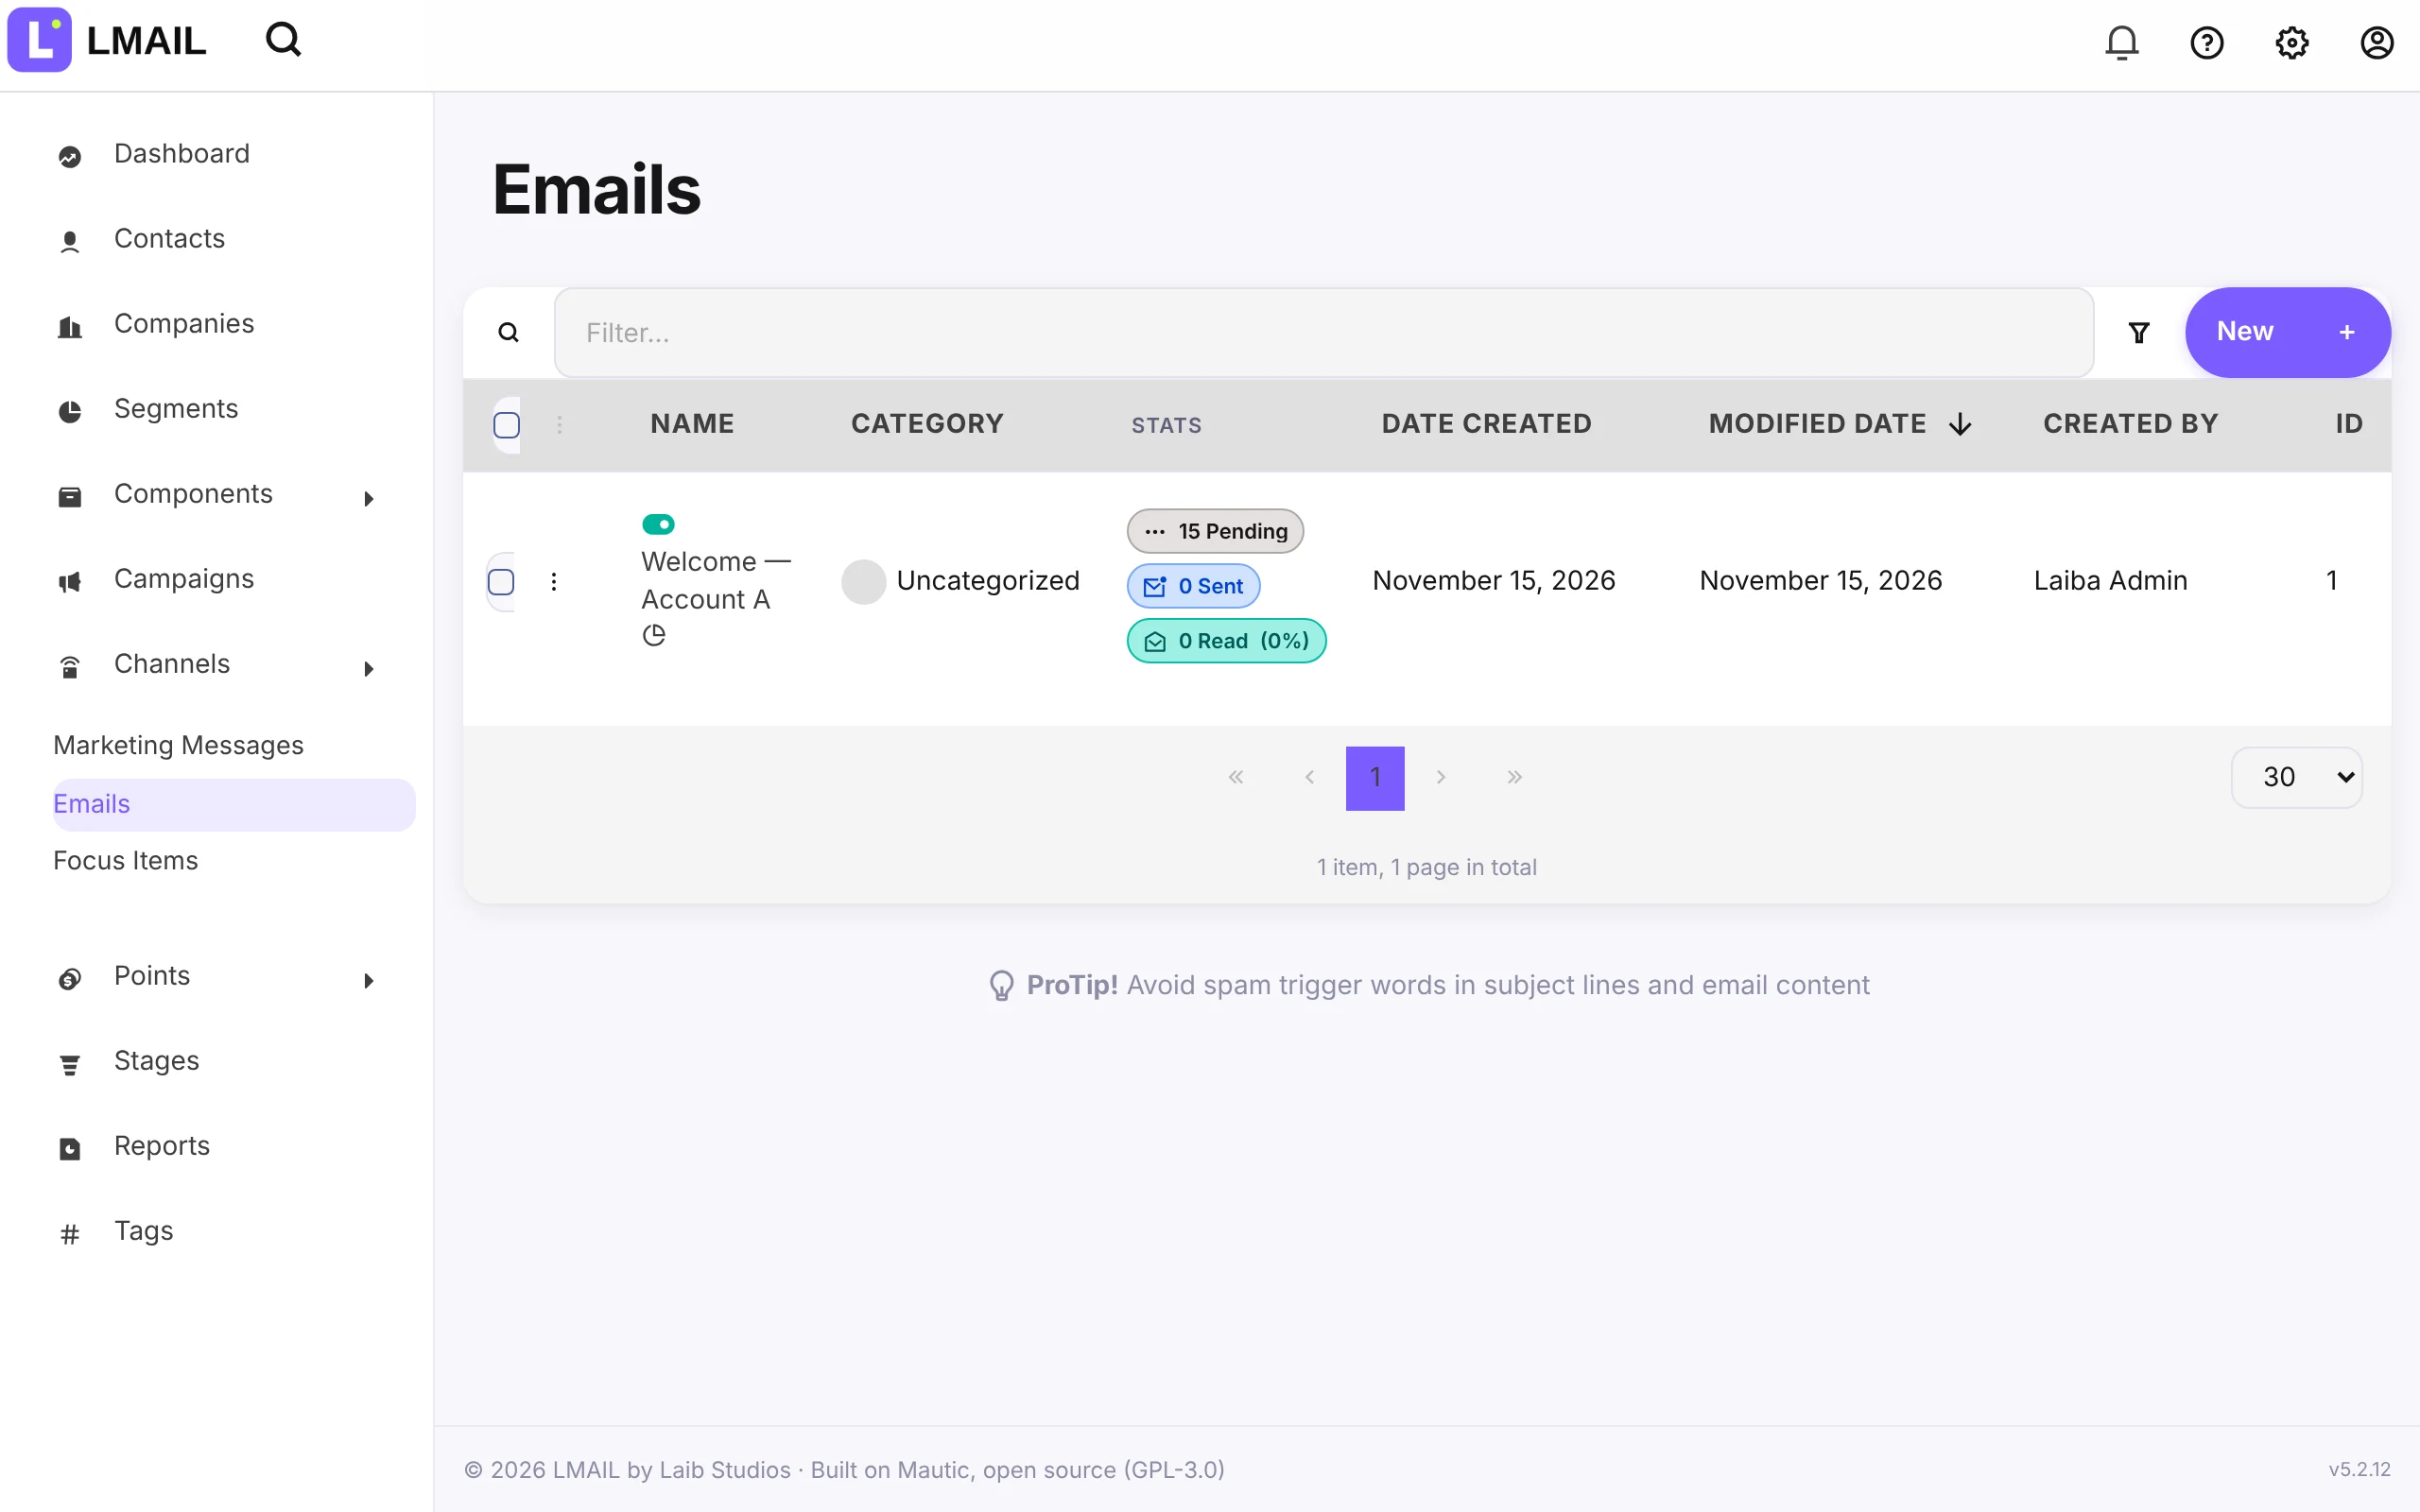 LMAIL
Dashboard
Contacts
Companies
Segments
Components
Campaigns
Channels
Marketing Messages
Emails
Focus Items
Points
Stages
Reports
Tags
Emails
Filter...
New +
NAME CATEGORY STATS DATE CREATED MODIFIED DATE CREATED BY ID
Welcome —
Account A
Uncategorized
15 Pending
0 Sent
0 Read (0%)
November 15, 2026
November 15, 2026
Laiba Admin
1
« ‹ 1 › »
30
1 item, 1 page in total
ProTip! Avoid spam trigger words in subject lines and email content
© 2026 LMAIL by Laib Studios · Built on Mautic, open source (GPL-3.0)
v5.2.12